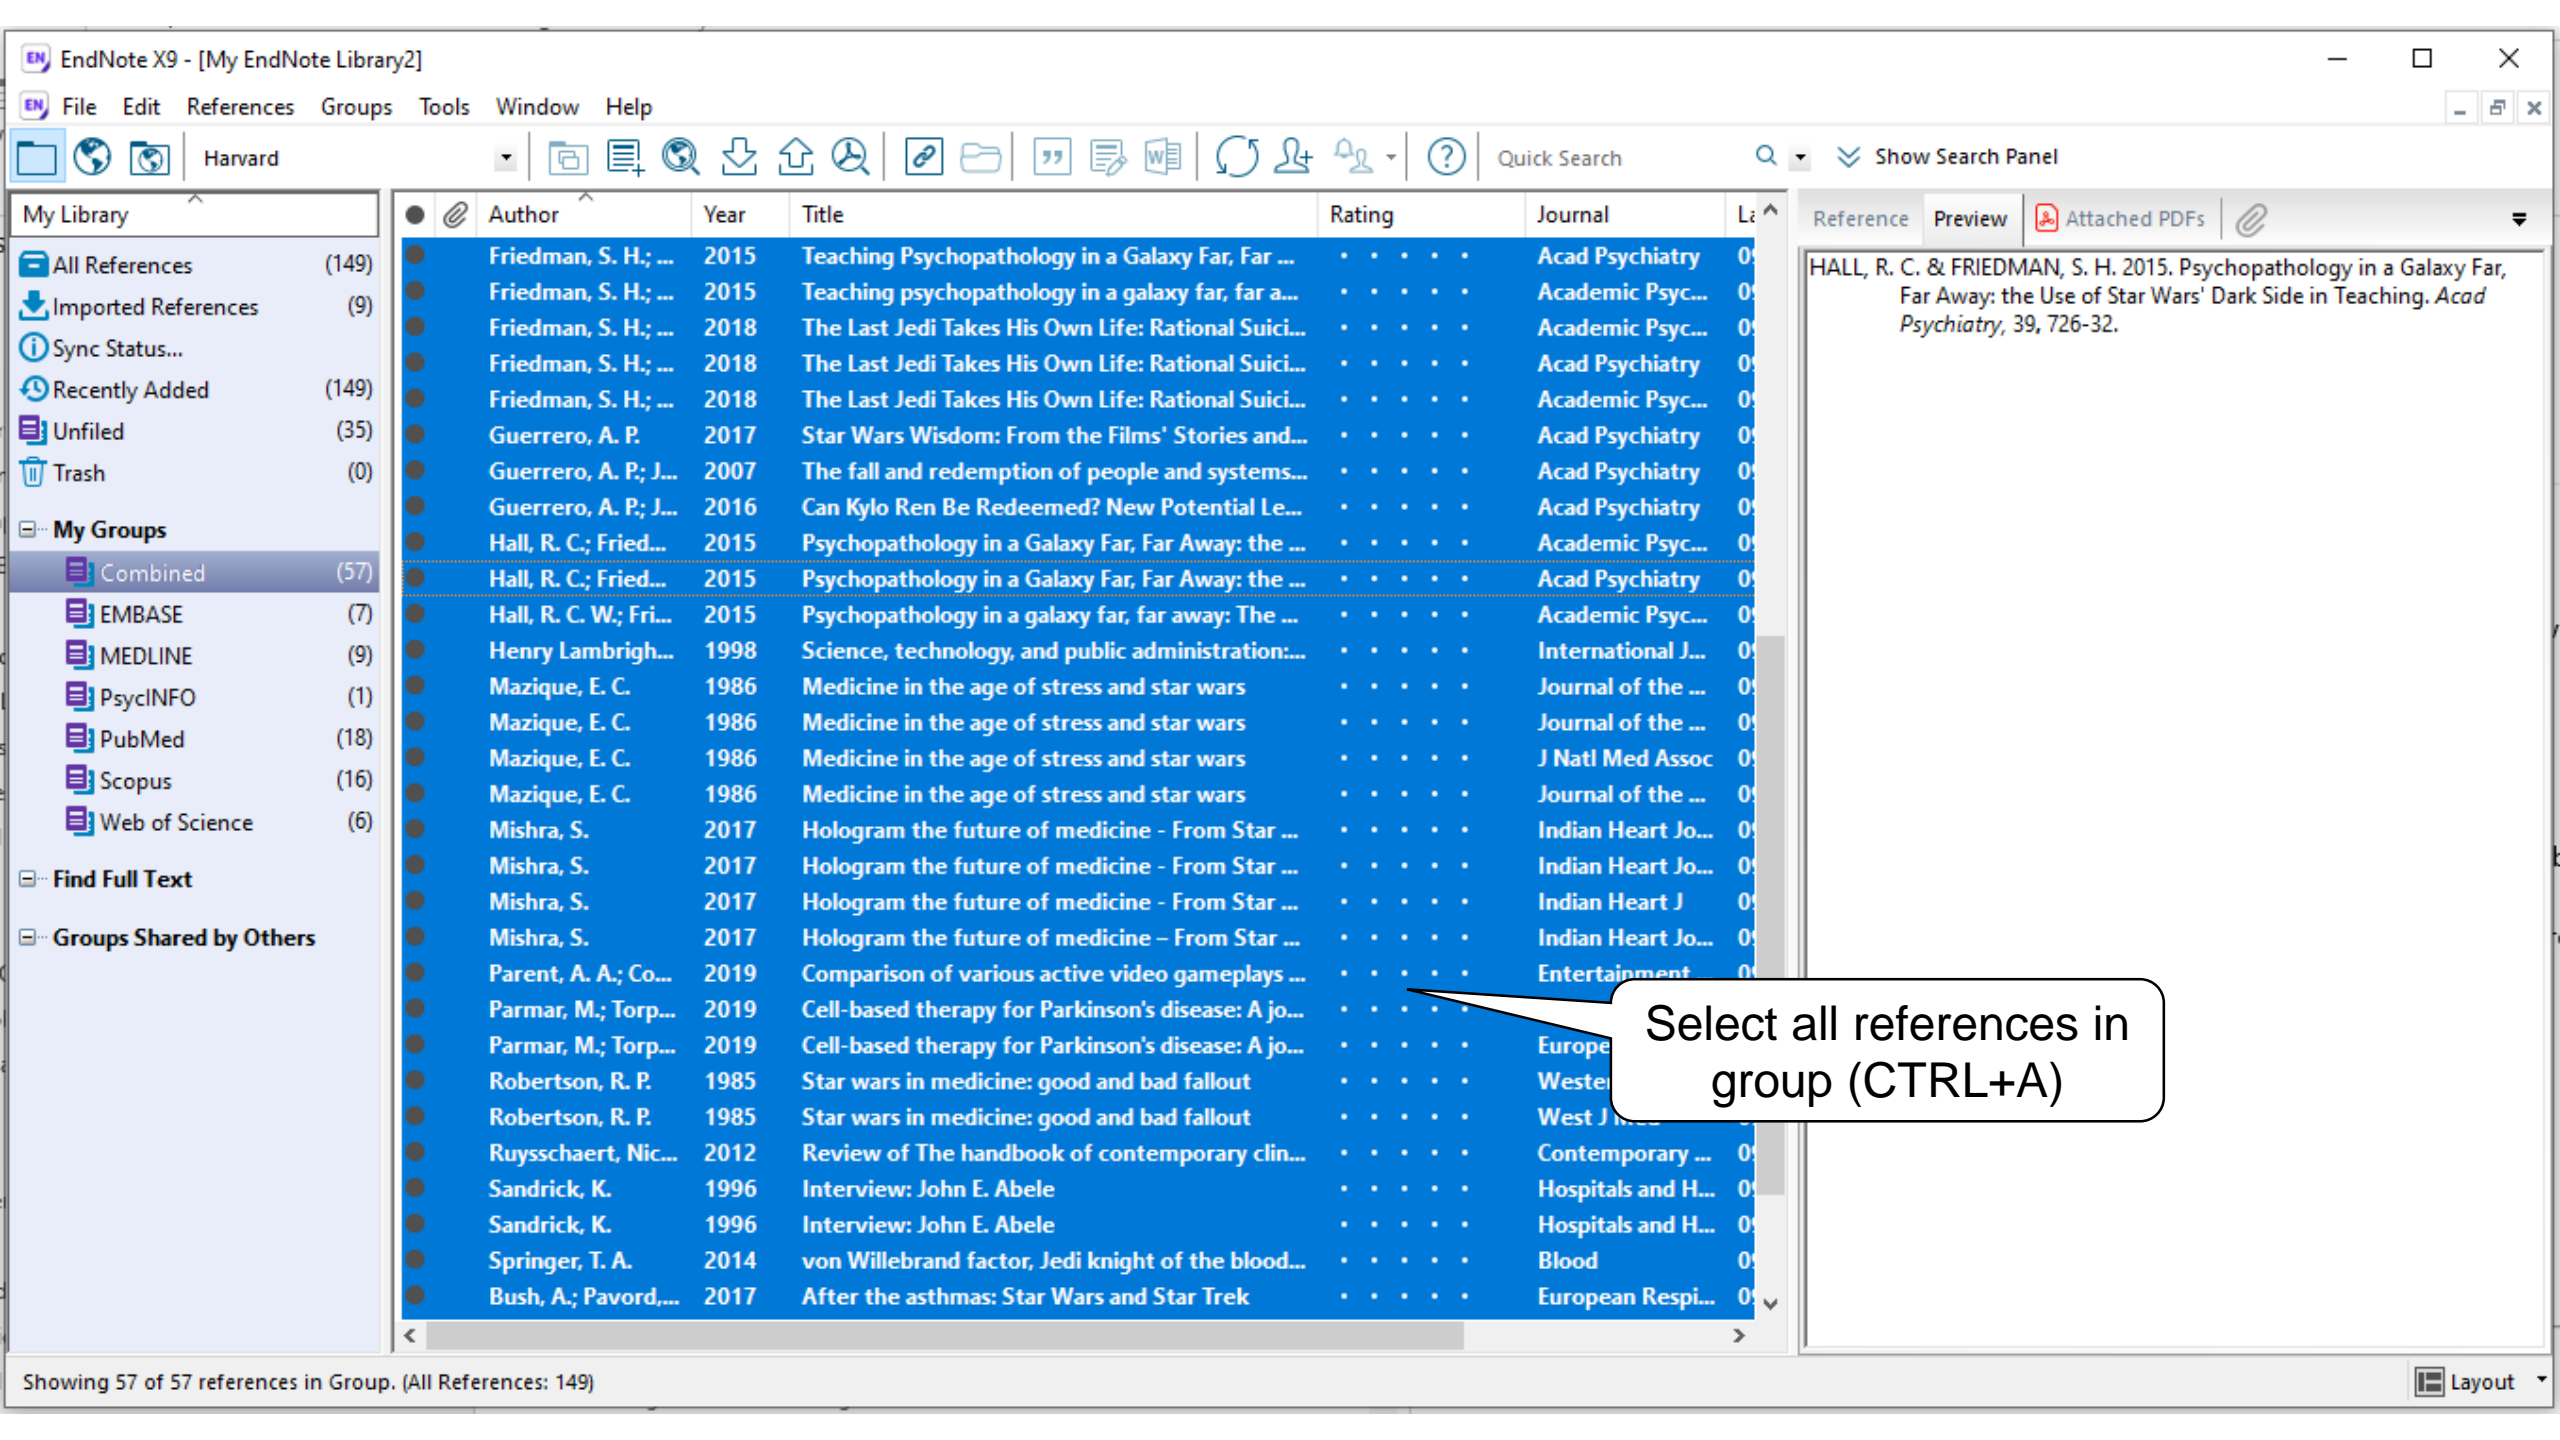 EndNote X9 - [My EndNote Library2]
File Edit References Groups Tools Window Help
Harvard
Quick Search
Show Search Panel
My Library
All References (149)
Imported References (9)
Sync Status...
Recently Added (149)
Unfiled (35)
Trash (0)
My Groups
Combined (57)
EMBASE (7)
MEDLINE (9)
PsycINFO (1)
PubMed (18)
Scopus (16)
Web of Science (6)
Find Full Text
Groups Shared by Others
Author Year Title Rating Journal
Friedman, S. H.; ... 2015 Teaching Psychopathology in a Galaxy Far, Far ... Acad Psychiatry
Friedman, S. H.; ... 2015 Teaching psychopathology in a galaxy far, far a... Academic Psyc...
Friedman, S. H.; ... 2018 The Last Jedi Takes His Own Life: Rational Suici... Academic Psyc...
Friedman, S. H.; ... 2018 The Last Jedi Takes His Own Life: Rational Suici... Acad Psychiatry
Friedman, S. H.; ... 2018 The Last Jedi Takes His Own Life: Rational Suici... Academic Psyc...
Guerrero, A. P. 2017 Star Wars Wisdom: From the Films' Stories and... Acad Psychiatry
Guerrero, A. P.; J... 2007 The fall and redemption of people and systems... Acad Psychiatry
Guerrero, A. P.; J... 2016 Can Kylo Ren Be Redeemed? New Potential Le... Acad Psychiatry
Hall, R. C.; Fried... 2015 Psychopathology in a Galaxy Far, Far Away: the ... Academic Psyc...
Hall, R. C.; Fried... 2015 Psychopathology in a Galaxy Far, Far Away: the ... Acad Psychiatry
Hall, R. C. W.; Fri... 2015 Psychopathology in a galaxy far, far away: The ... Academic Psyc...
Henry Lambrigh... 1998 Science, technology, and public administration:... International J...
Mazique, E. C. 1986 Medicine in the age of stress and star wars Journal of the ...
Mazique, E. C. 1986 Medicine in the age of stress and star wars Journal of the ...
Mazique, E. C. 1986 Medicine in the age of stress and star wars J Natl Med Assoc
Mazique, E. C. 1986 Medicine in the age of stress and star wars Journal of the ...
Mishra, S. 2017 Hologram the future of medicine - From Star ... Indian Heart Jo...
Mishra, S. 2017 Hologram the future of medicine - From Star ... Indian Heart Jo...
Mishra, S. 2017 Hologram the future of medicine - From Star ... Indian Heart J
Mishra, S. 2017 Hologram the future of medicine – From Star ... Indian Heart Jo...
Parent, A. A.; Co... 2019 Comparison of various active video gameplays ... Entertainment ...
Parmar, M.; Torp... 2019 Cell-based therapy for Parkinson's disease: A jo...
Parmar, M.; Torp... 2019 Cell-based therapy for Parkinson's disease: A jo... Europe
Robertson, R. P. 1985 Star wars in medicine: good and bad fallout Weste
Robertson, R. P. 1985 Star wars in medicine: good and bad fallout West J Med
Ruysschaert, Nic... 2012 Review of The handbook of contemporary clin... Contemporary ...
Sandrick, K. 1996 Interview: John E. Abele Hospitals and H...
Sandrick, K. 1996 Interview: John E. Abele Hospitals and H...
Springer, T. A. 2014 von Willebrand factor, Jedi knight of the blood... Blood
Bush, A.; Pavord,... 2017 After the asthmas: Star Wars and Star Trek European Respi...
Reference Preview Attached PDFs
HALL, R. C. & FRIEDMAN, S. H. 2015. Psychopathology in a Galaxy Far,
Far Away: the Use of Star Wars' Dark Side in Teaching. Acad
Psychiatry, 39, 726-32.
Select all references in
group (CTRL+A)
Showing 57 of 57 references in Group. (All References: 149)
Layout